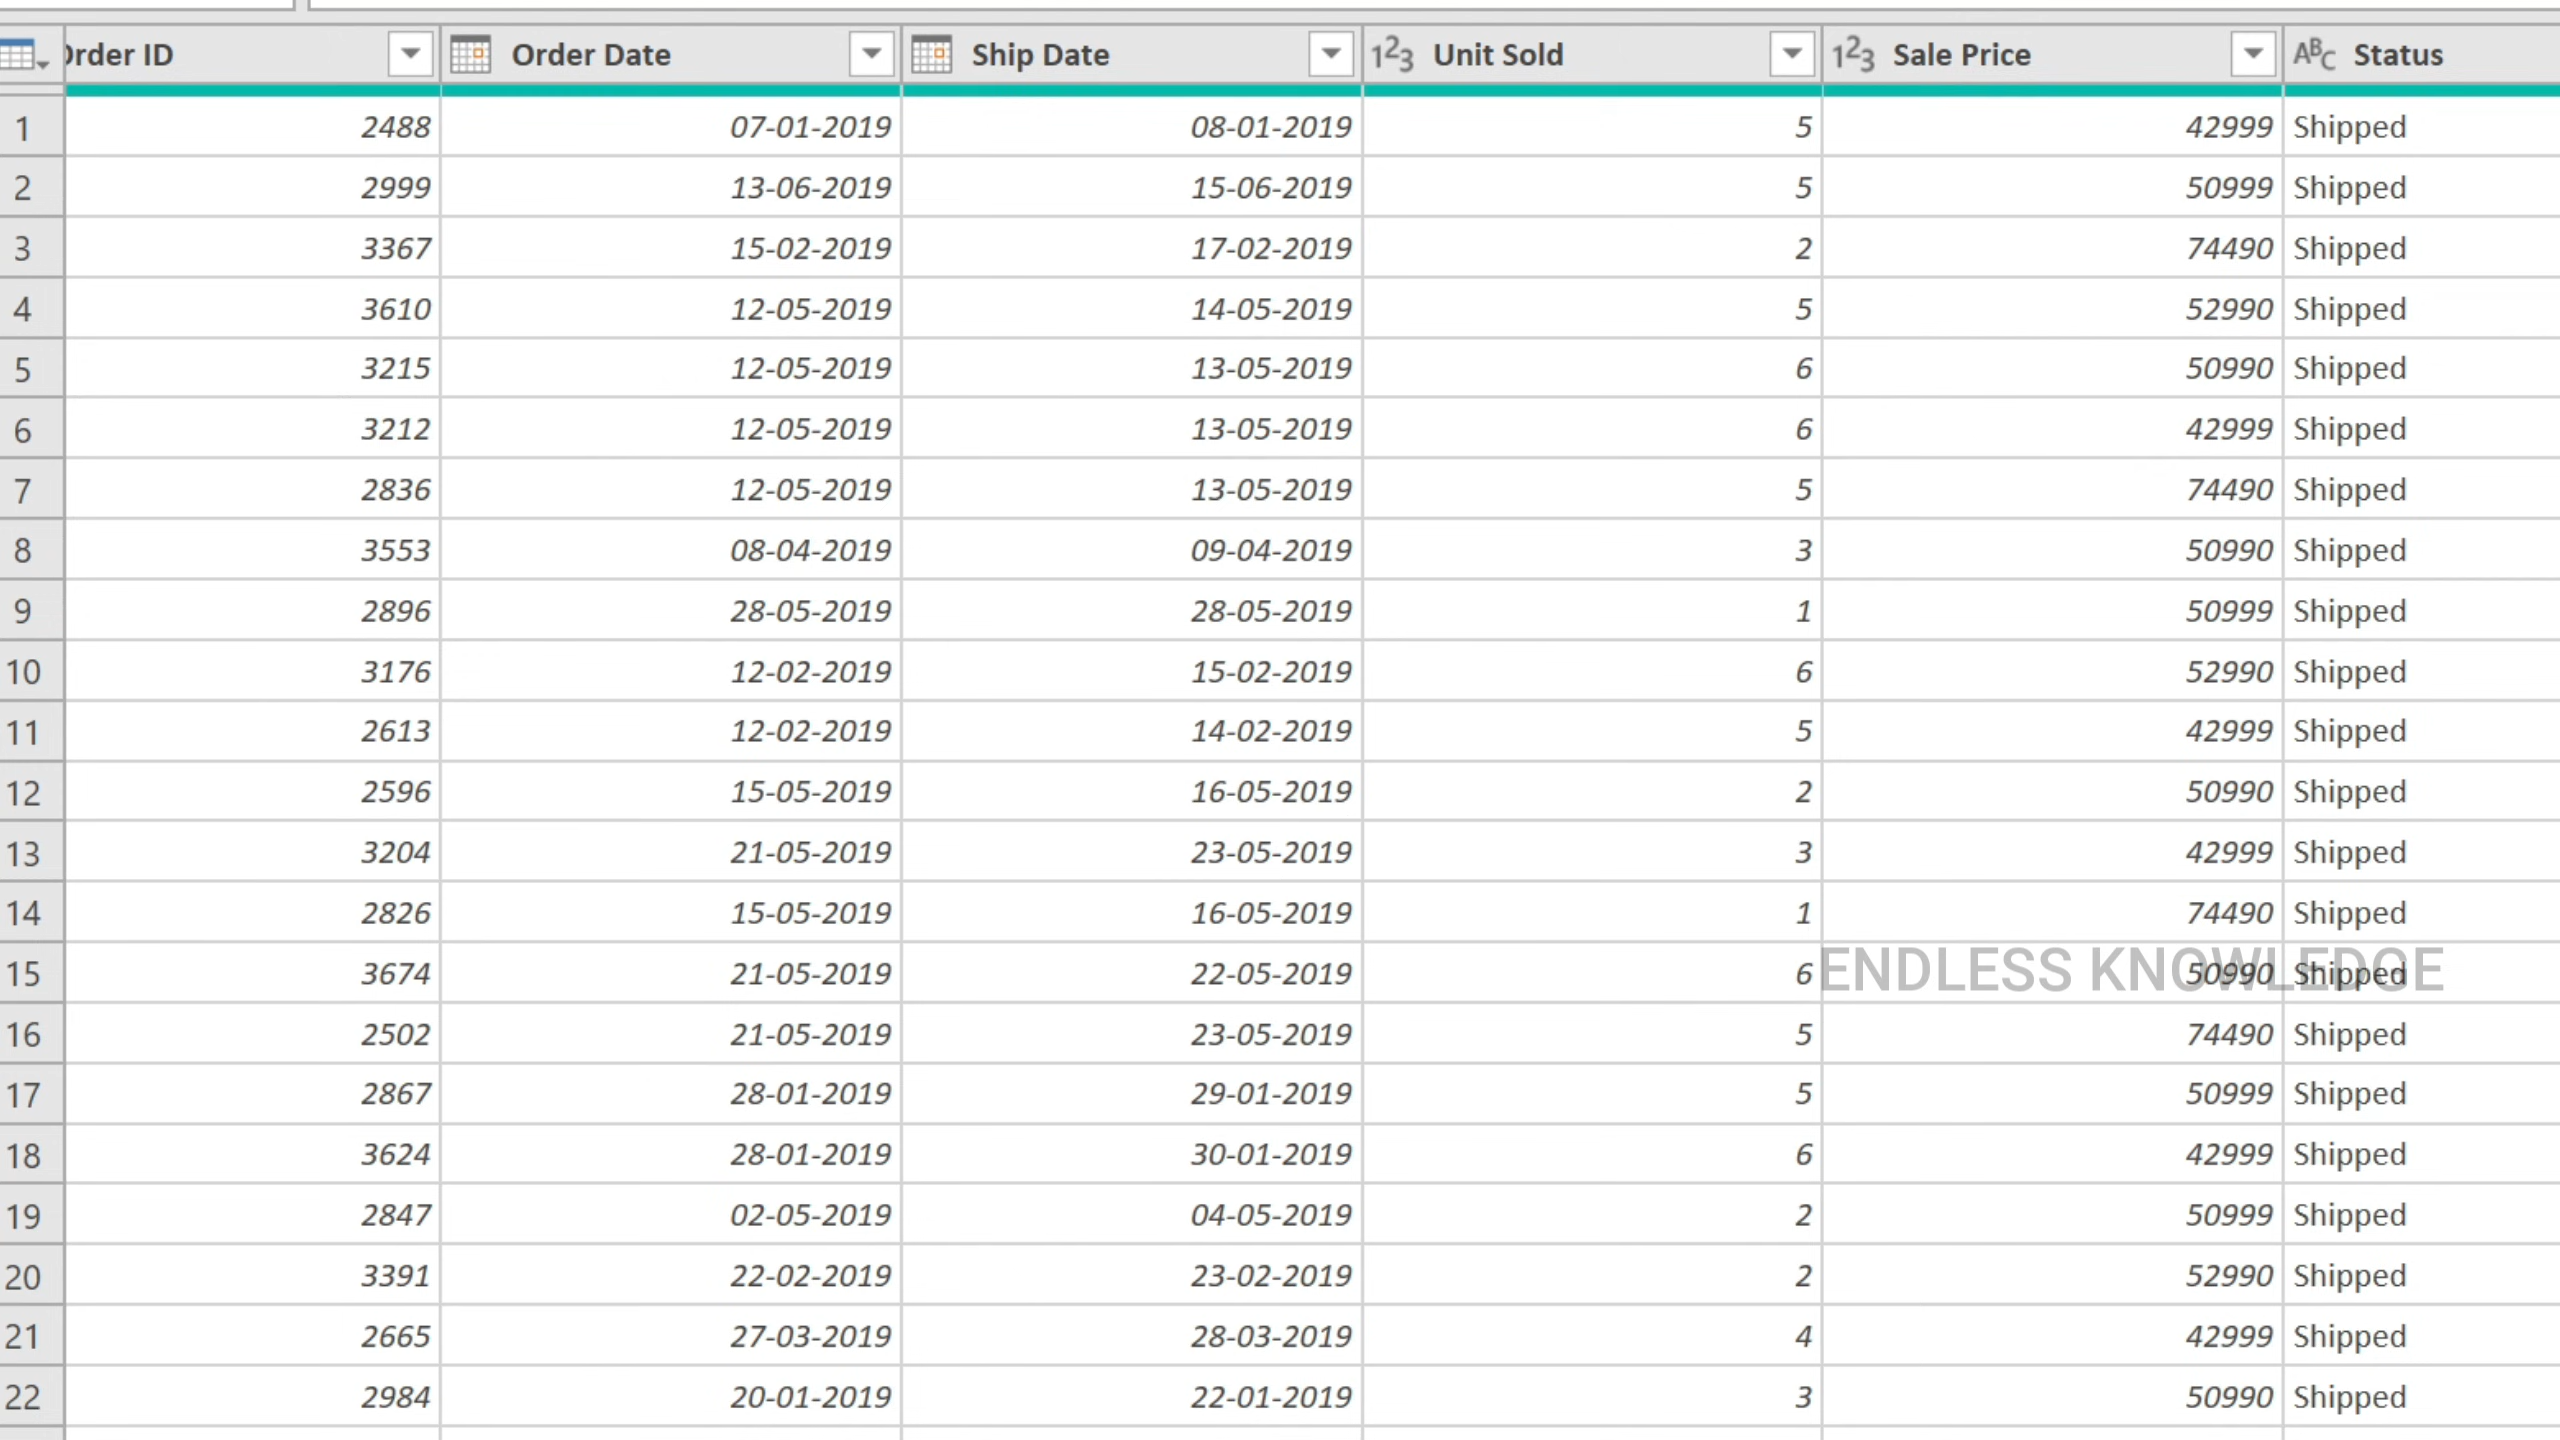 Order ID Order Date Ship Date 123 Unit Sold 123 Sale Price ABC Status
1 2488 07-01-2019 08-01-2019 5 42999 Shipped
2 2999 13-06-2019 15-06-2019 5 50999 Shipped
3 3367 15-02-2019 17-02-2019 2 74490 Shipped
4 3610 12-05-2019 14-05-2019 5 52990 Shipped
5 3215 12-05-2019 13-05-2019 6 50990 Shipped
6 3212 12-05-2019 13-05-2019 6 42999 Shipped
7 2836 12-05-2019 13-05-2019 5 74490 Shipped
8 3553 08-04-2019 09-04-2019 3 50990 Shipped
9 2896 28-05-2019 28-05-2019 1 50999 Shipped
10 3176 12-02-2019 15-02-2019 6 52990 Shipped
11 2613 12-02-2019 14-02-2019 5 42999 Shipped
12 2596 15-05-2019 16-05-2019 2 50990 Shipped
13 3204 21-05-2019 23-05-2019 3 42999 Shipped
14 2826 15-05-2019 16-05-2019 1 74490 Shipped
15 3674 21-05-2019 22-05-2019 6 50990 Shipped
ENDLESS KNOWLEDGE
16 2502 21-05-2019 23-05-2019 5 74490 Shipped
17 2867 28-01-2019 29-01-2019 5 50999 Shipped
18 3624 28-01-2019 30-01-2019 6 42999 Shipped
19 2847 02-05-2019 04-05-2019 2 50999 Shipped
20 3391 22-02-2019 23-02-2019 2 52990 Shipped
21 2665 27-03-2019 28-03-2019 4 42999 Shipped
22 2984 20-01-2019 22-01-2019 3 50990 Shipped